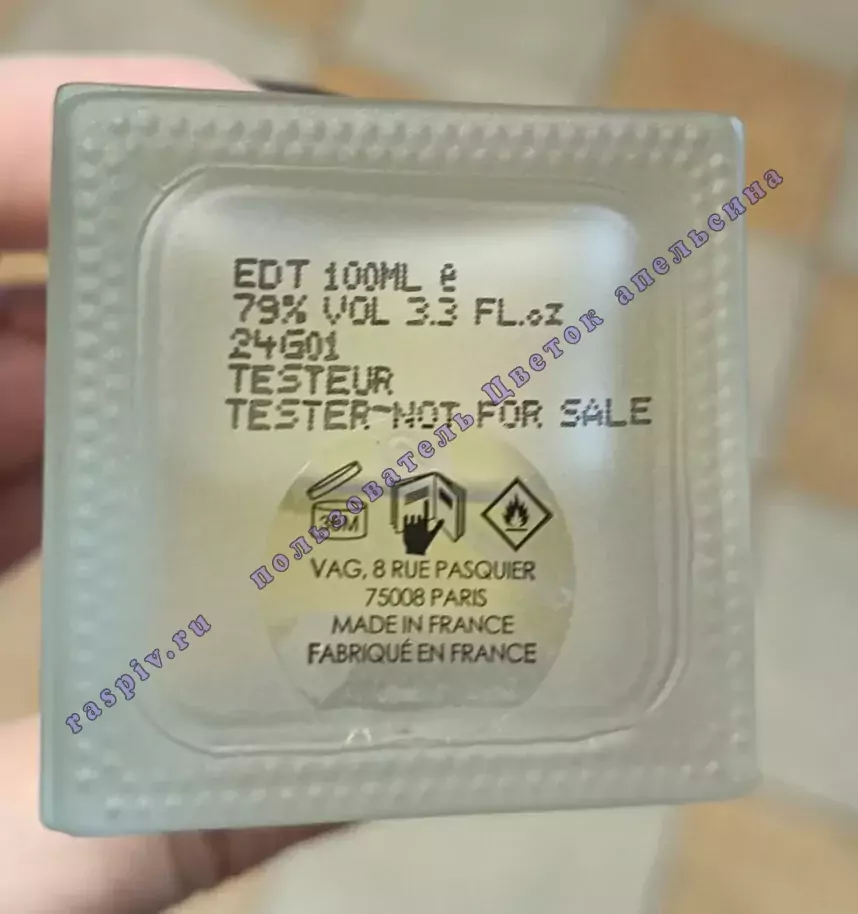 EDT 100ML e
79% VOL 3.3 FL.oz
24G01
TESTEUR
TESTER-NOT FOR SALE
36M
VAG, 8 RUE PASQUIER
75008 PARIS
MADE IN FRANCE
FABRIQUÉ EN FRANCE
raspiv.ru пользователь Цветок апельсина